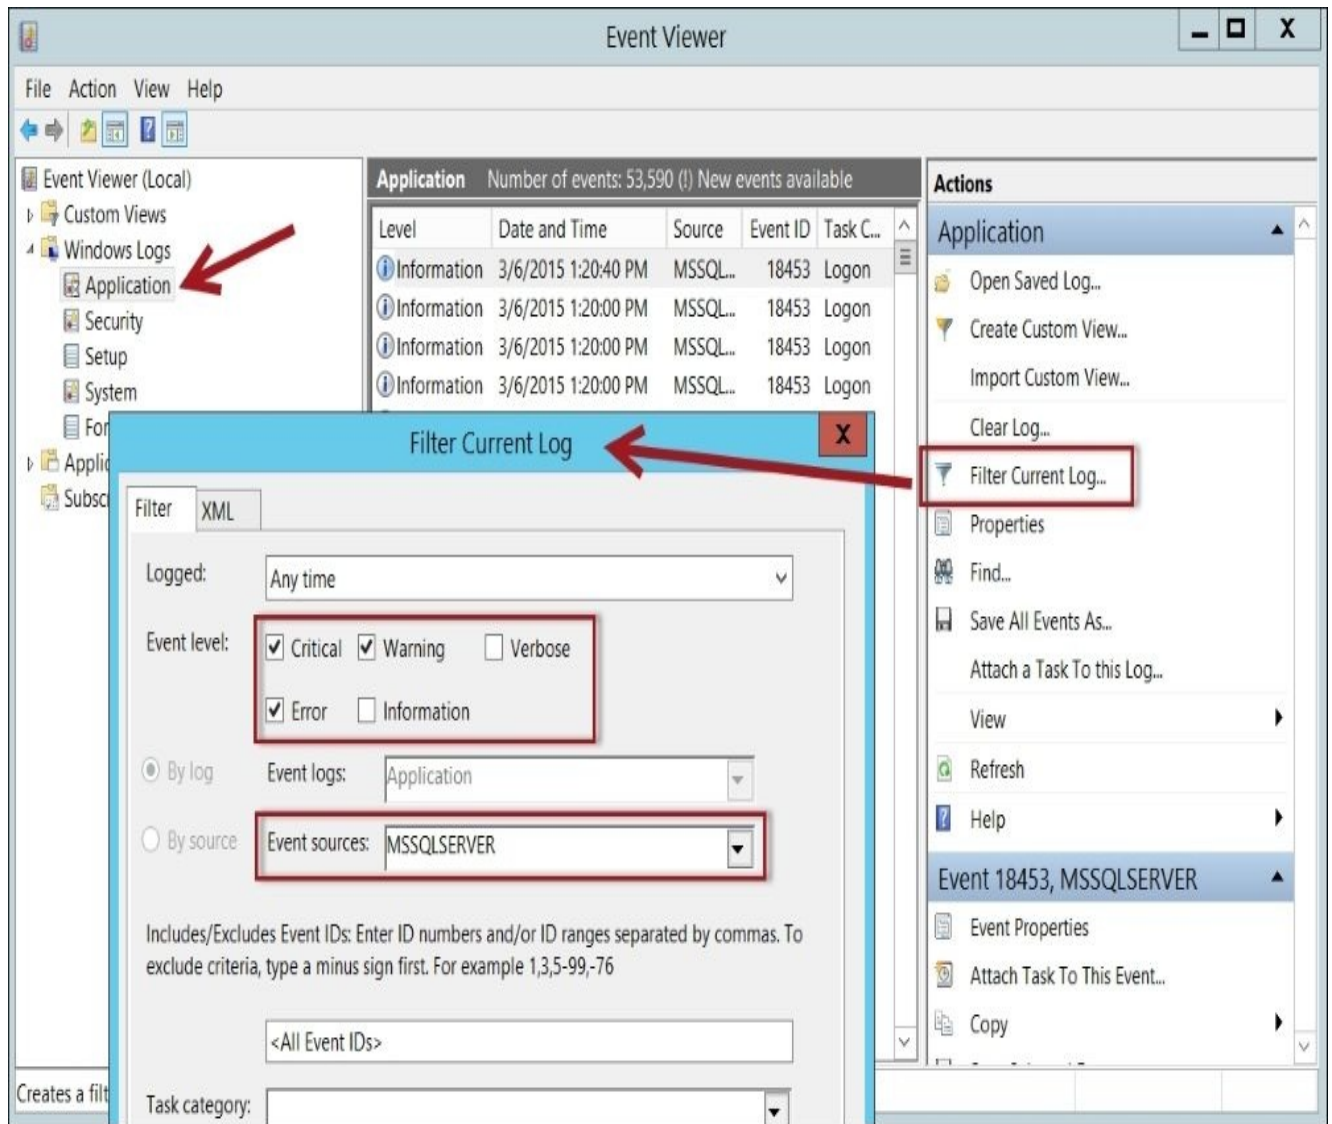 Event Viewer
File Action View Help
Event Viewer (Local)
Custom Views
Windows Logs
Application
Security
Setup
System
For
Applic
Subsc
Application Number of events: 53,590 (!) New events available
Level Date and Time Source Event ID Task C...
Information 3/6/2015 1:20:40 PM MSSQL... 18453 Logon
Information 3/6/2015 1:20:00 PM MSSQL... 18453 Logon
Information 3/6/2015 1:20:00 PM MSSQL... 18453 Logon
Information 3/6/2015 1:20:00 PM MSSQL... 18453 Logon
Filter Current Log
Filter XML
Logged: Any time
Event level: Critical Warning Verbose
Error Information
By log Event logs: Application
By source Event sources: MSSQLSERVER
Includes/Excludes Event IDs: Enter ID numbers and/or ID ranges separated by commas. To
exclude criteria, type a minus sign first. For example 1,3,5-99,-76
<All Event IDs>
Task category:
Actions
Application
Open Saved Log...
Create Custom View...
Import Custom View...
Clear Log...
Filter Current Log...
Properties
Find...
Save All Events As...
Attach a Task To this Log...
View
Refresh
Help
Event 18453, MSSQLSERVER
Event Properties
Attach Task To This Event...
Copy
Creates a filt